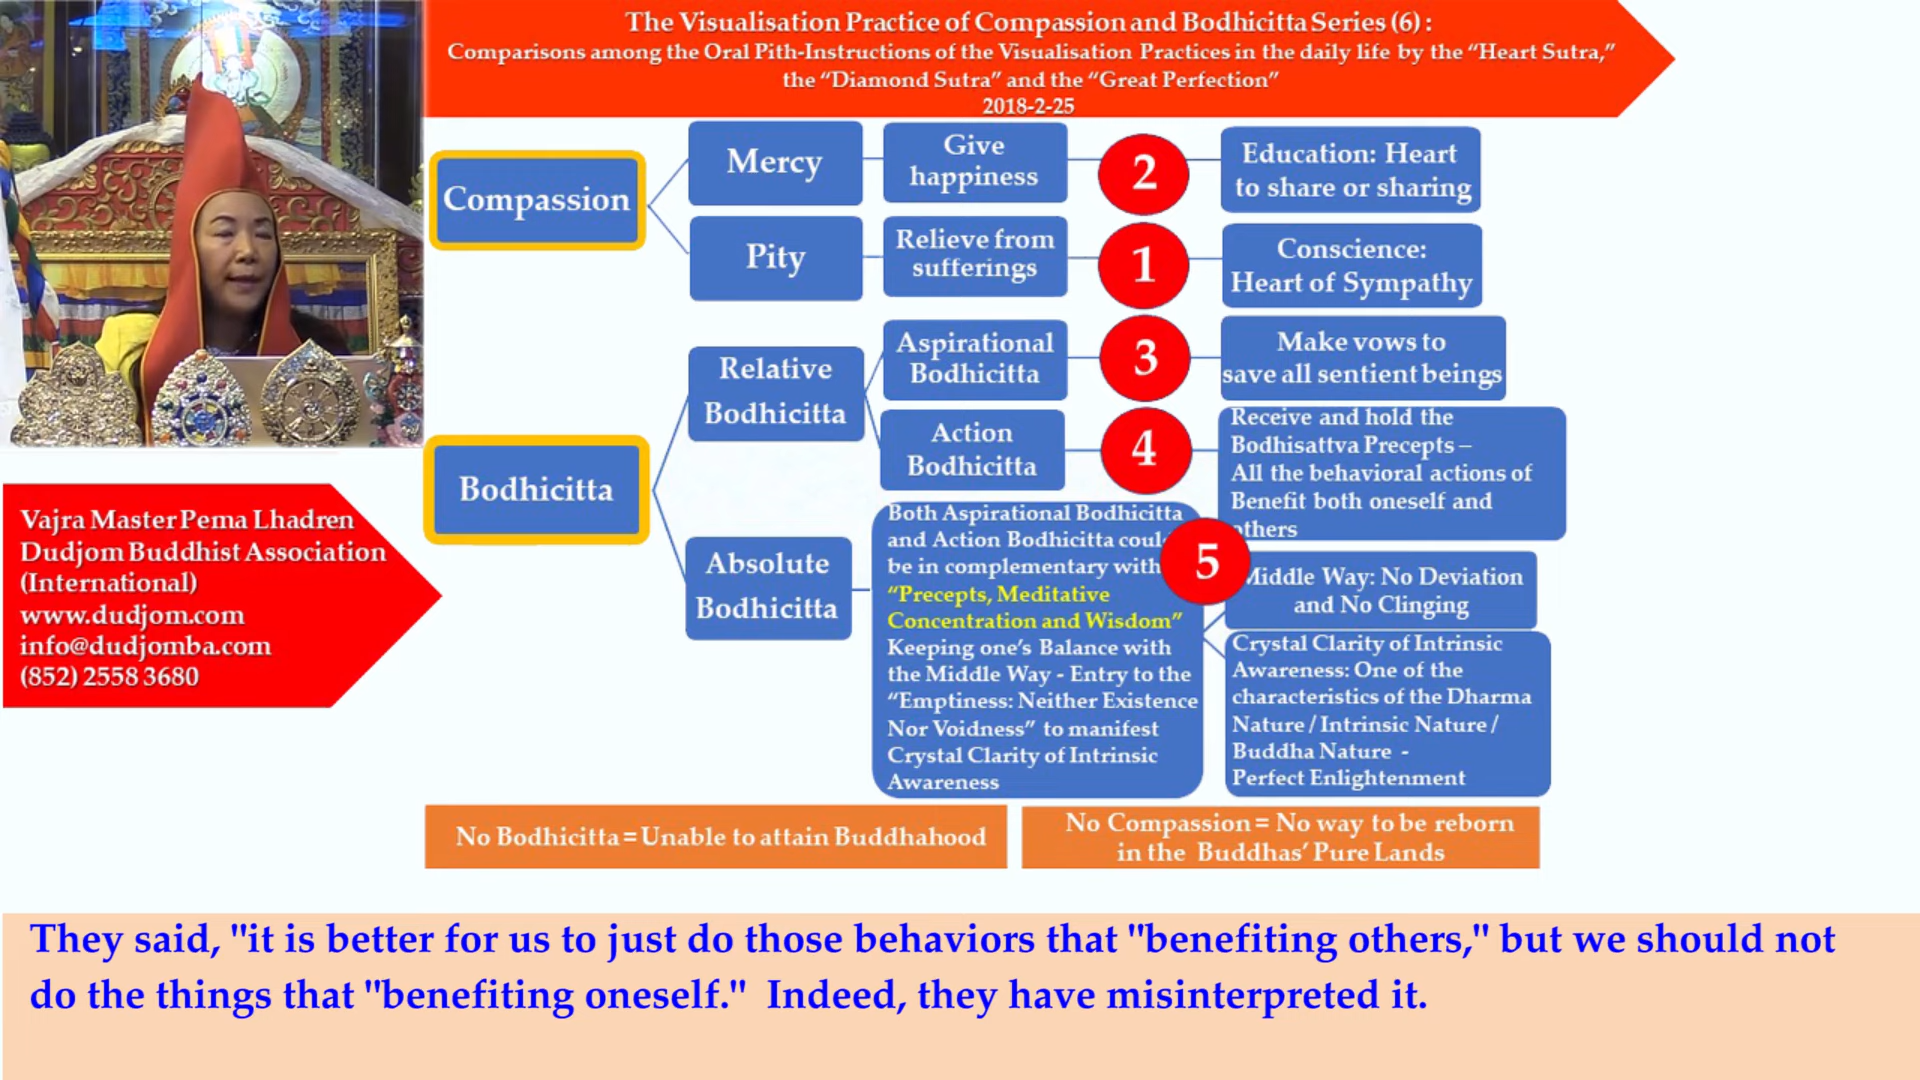 The Visualisation Practice of Compassion and Bodhicitta Series (6) :
Comparisons among the Oral Pith-Instructions of the Visualisation Practices in the daily life by the “Heart Sutra,”
the “Diamond Sutra” and the “Great Perfection”
2018-2-25
Compassion
Mercy
Give
happiness
2
Education: Heart
to share or sharing
Pity
Relieve from
sufferings
1
Conscience:
Heart of Sympathy
Bodhicitta
Relative
Bodhicitta
Aspirational
Bodhicitta
3
Make vows to
save all sentient beings
Action
Bodhicitta
4
Receive and hold the
Bodhisattva Precepts –
All the behavioral actions of
Benefit both oneself and
others
Absolute
Bodhicitta
Both Aspirational Bodhicitta
and Action Bodhicitta could
be in complementary with
“Precepts, Meditative
Concentration and Wisdom”
Keeping one’s Balance with
the Middle Way - Entry to the
“Emptiness: Neither Existence
Nor Voidness” to manifest
Crystal Clarity of Intrinsic
Awareness
5
Middle Way: No Deviation
and No Clinging
Crystal Clarity of Intrinsic
Awareness: One of the
characteristics of the Dharma
Nature / Intrinsic Nature /
Buddha Nature -
Perfect Enlightenment
Vajra Master Pema Lhadren
Dudjom Buddhist Association
(International)
www.dudjom.com
info@dudjomba.com
(852) 2558 3680
No Bodhicitta = Unable to attain Buddhahood
No Compassion = No way to be reborn
in the Buddhas’ Pure Lands
They said, "it is better for us to just do those behaviors that "benefiting others," but we should not
do the things that "benefiting oneself." Indeed, they have misinterpreted it.